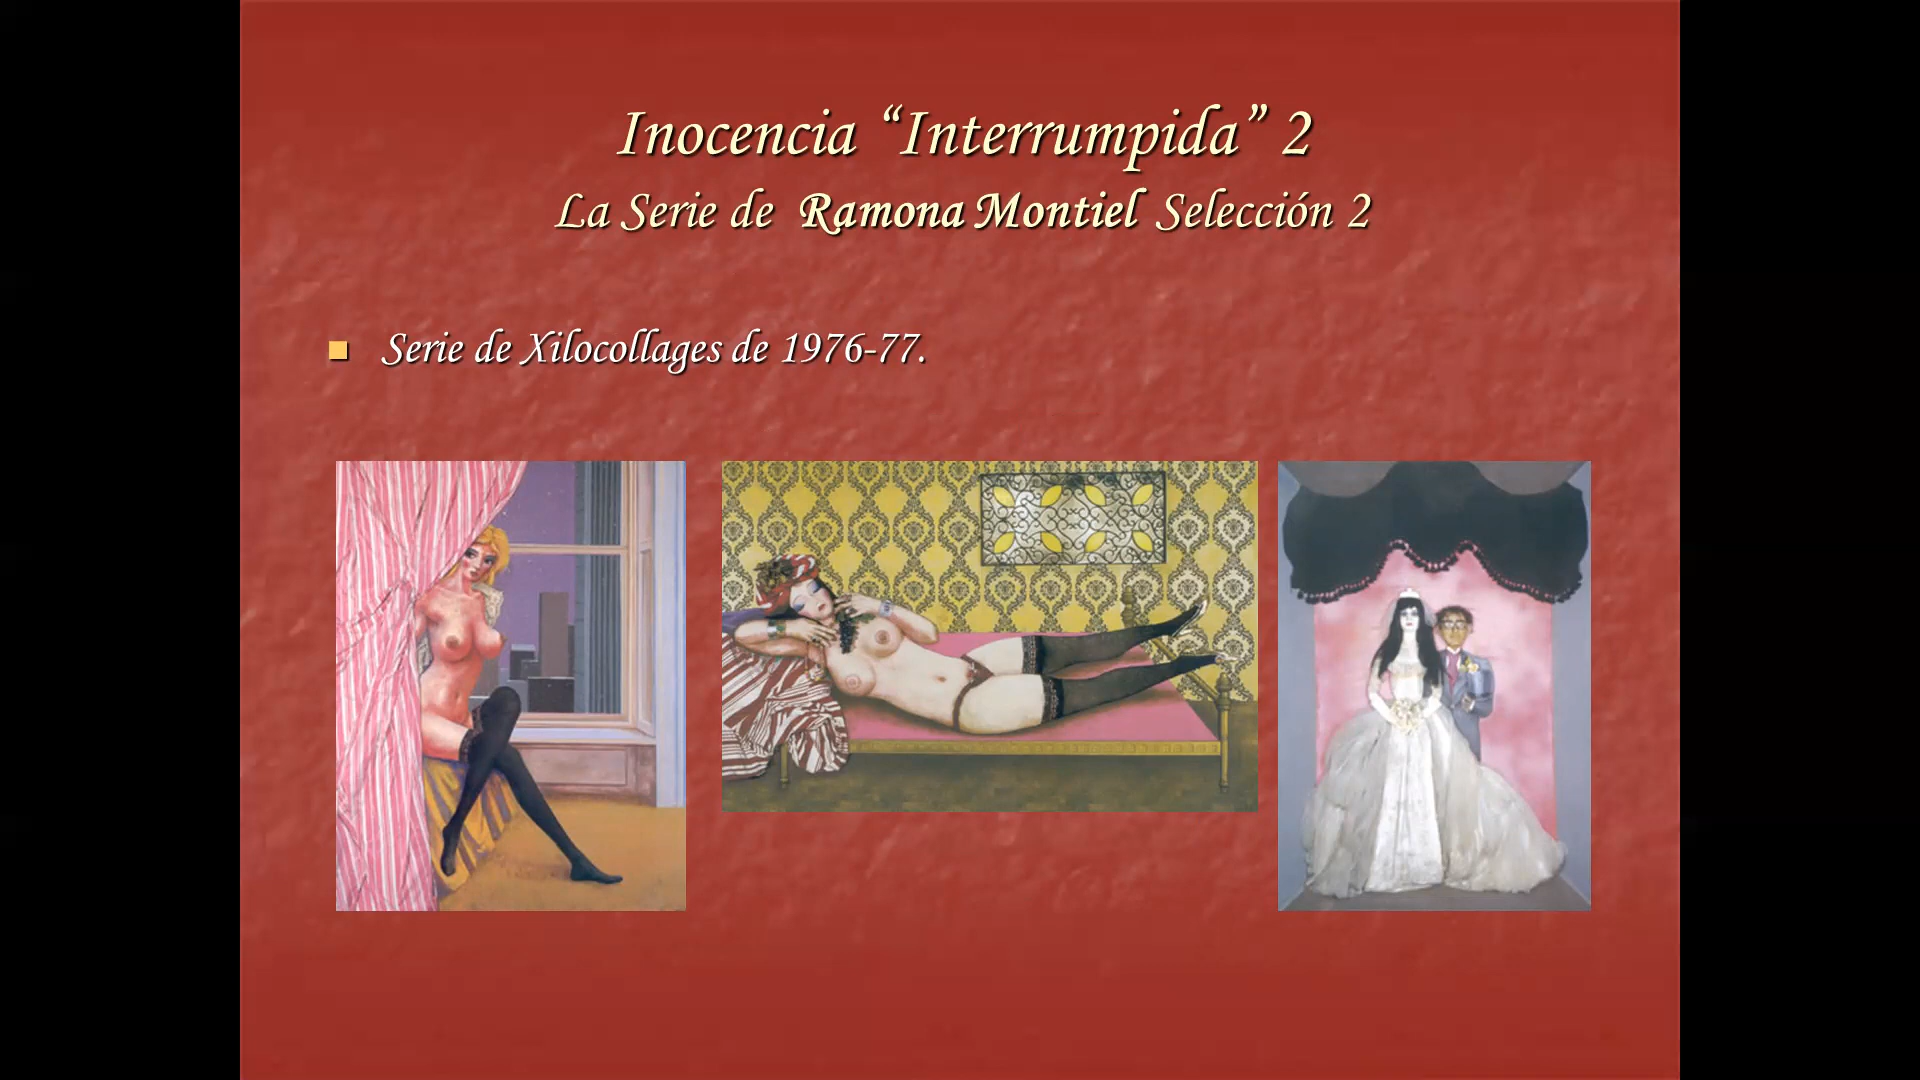 Inocencia “Interrumpida” 2
La Serie de Ramona Montiel Selección 2
Serie de Xilocollages de 1976-77.